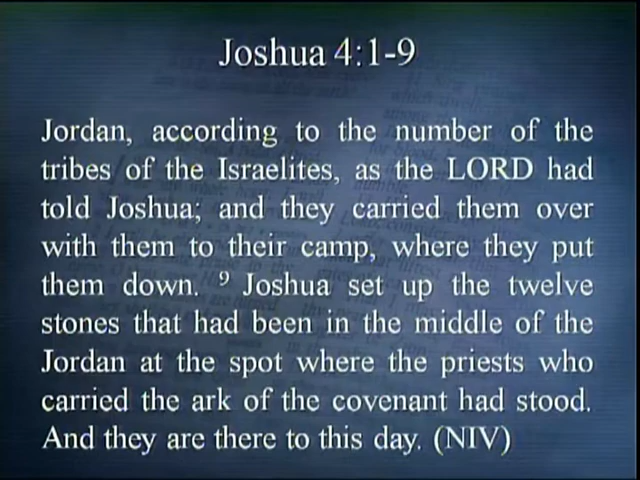 Joshua 4:1-9
Jordan, according to the number of the
tribes of the Israelites, as the LORD had
told Joshua; and they carried them over
with them to their camp, where they put
them down. ⁹ Joshua set up the twelve
stones that had been in the middle of the
Jordan at the spot where the priests who
carried the ark of the covenant had stood.
And they are there to this day. (NIV)